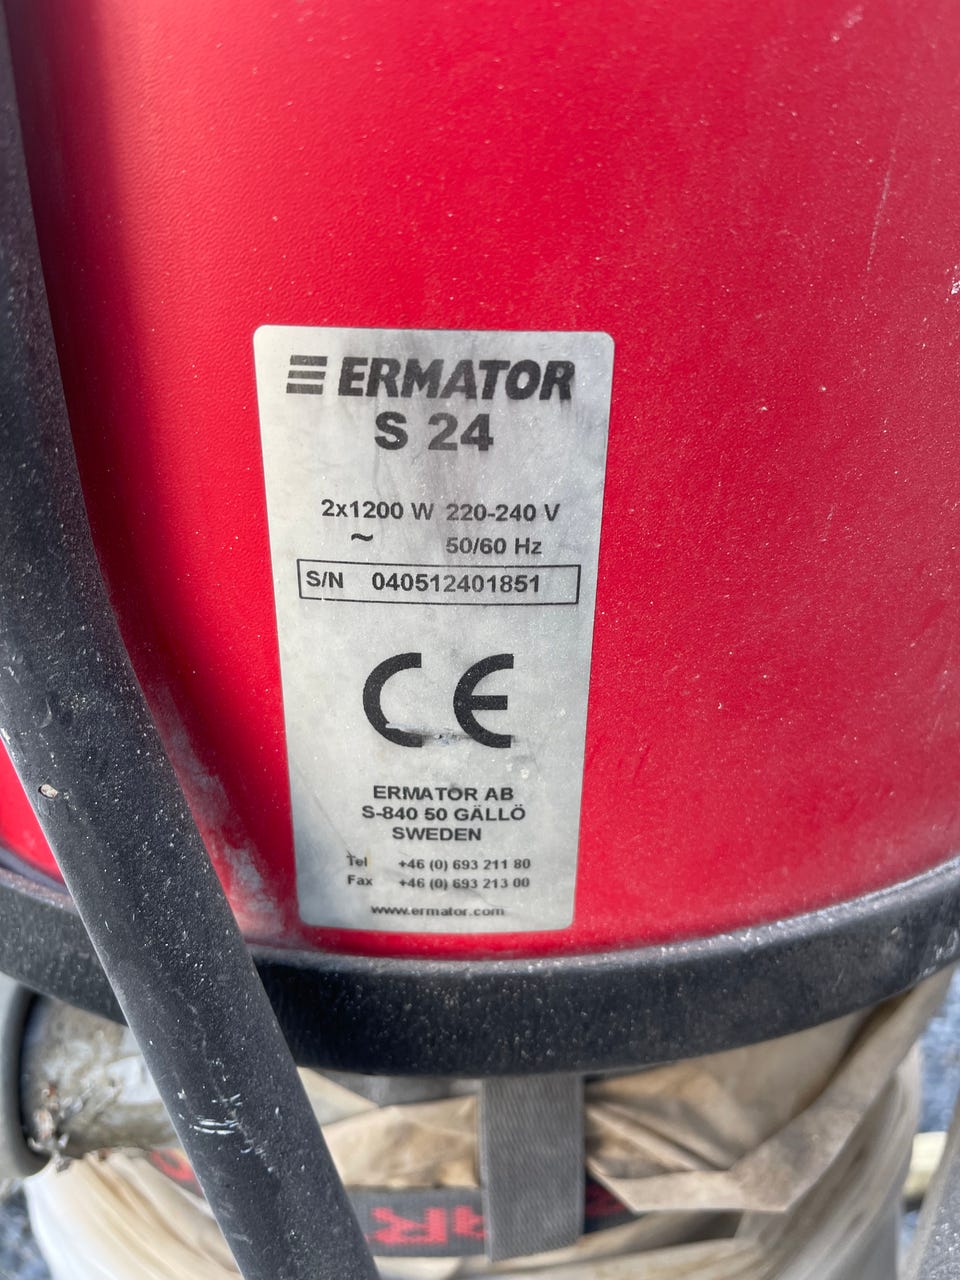 ERMATOR
S 24
2x1200 W 220-240 V
~ 50/60 Hz
S/N 040512401851
CE
ERMATOR AB
S-840 50 GÄLLÖ
SWEDEN
Tel +46 (0) 693 211 80
Fax +46 (0) 693 213 00
www.ermator.com